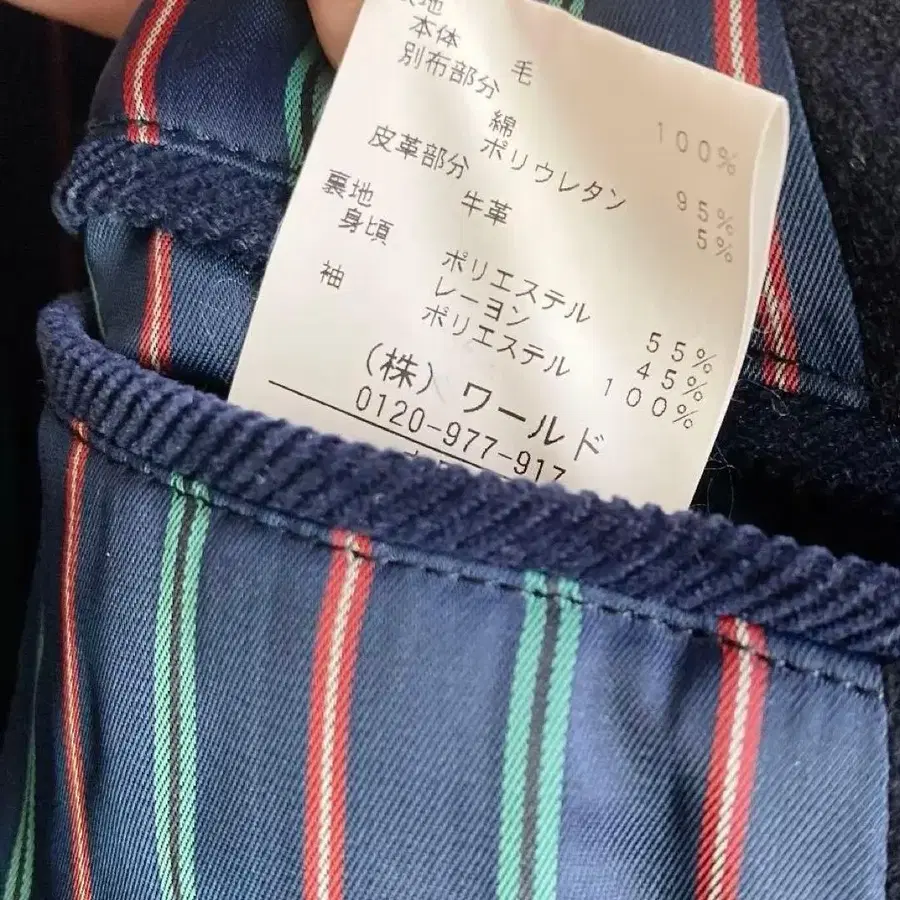 表地
本体
毛 100%
別布部分
綿 95%
ポリウレタン 5%
皮革部分
牛革
裏地
身頃
ポリエステル 55%
レーヨン 45%
袖 ポリエステル 100%
(株)ワールド
0120-977-917